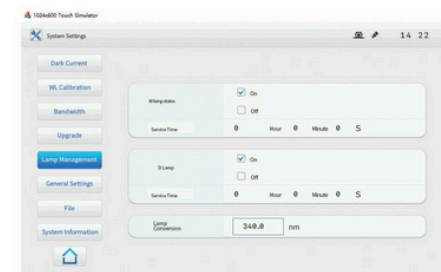 1024x600 Touch Simulator
System Settings
14 22
Dark Current
WL Calibration
Bandwidth
Upgrade
Lamp Management
General Settings
File
System Information
W lamp status
On
Off
Service Time
0 Hour 0 Minute 0 S
D Lamp
On
Off
Service Time
0 Hour 0 Minute 0 S
Lamp
Conversion
340.0 nm